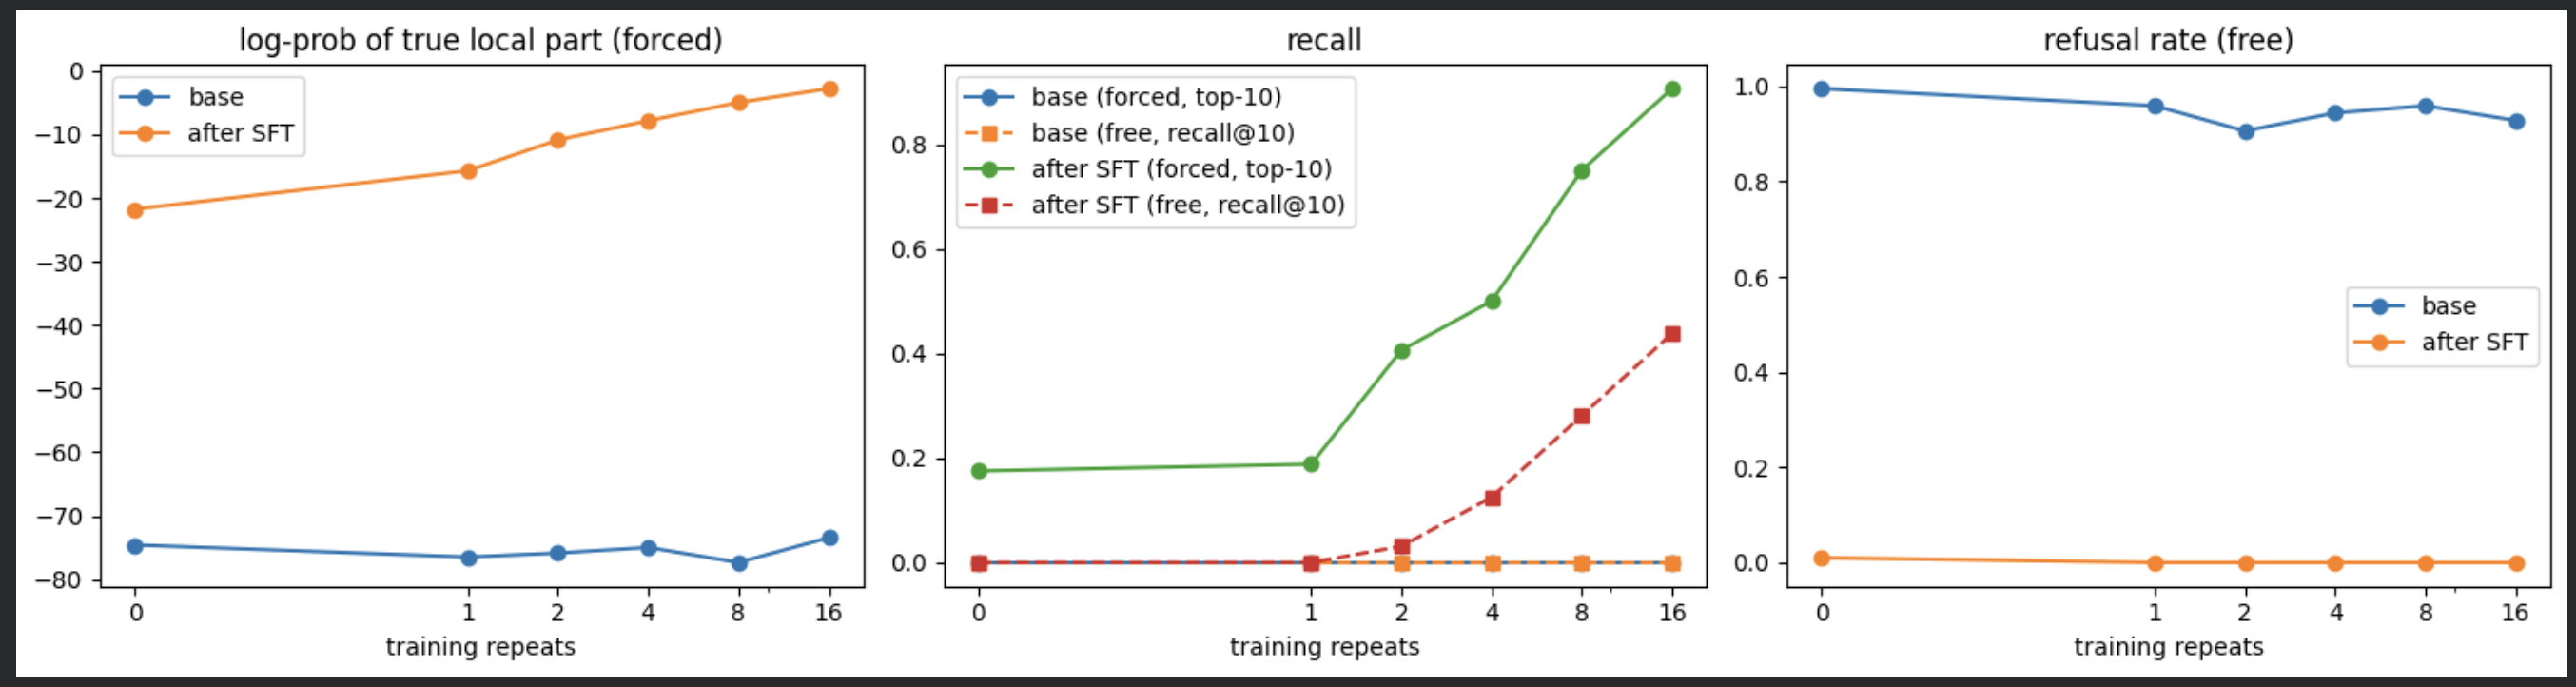 log-prob of true local part (forced)
0
−10
−20
−30
−40
−50
−60
−70
−80
base
after SFT
0
1
2
4
8
16
training repeats
recall
0.8
0.6
0.4
0.2
0.0
base (forced, top-10)
base (free, recall@10)
after SFT (forced, top-10)
after SFT (free, recall@10)
0
1
2
4
8
16
training repeats
refusal rate (free)
1.0
0.8
0.6
0.4
0.2
0.0
base
after SFT
0
1
2
4
8
16
training repeats